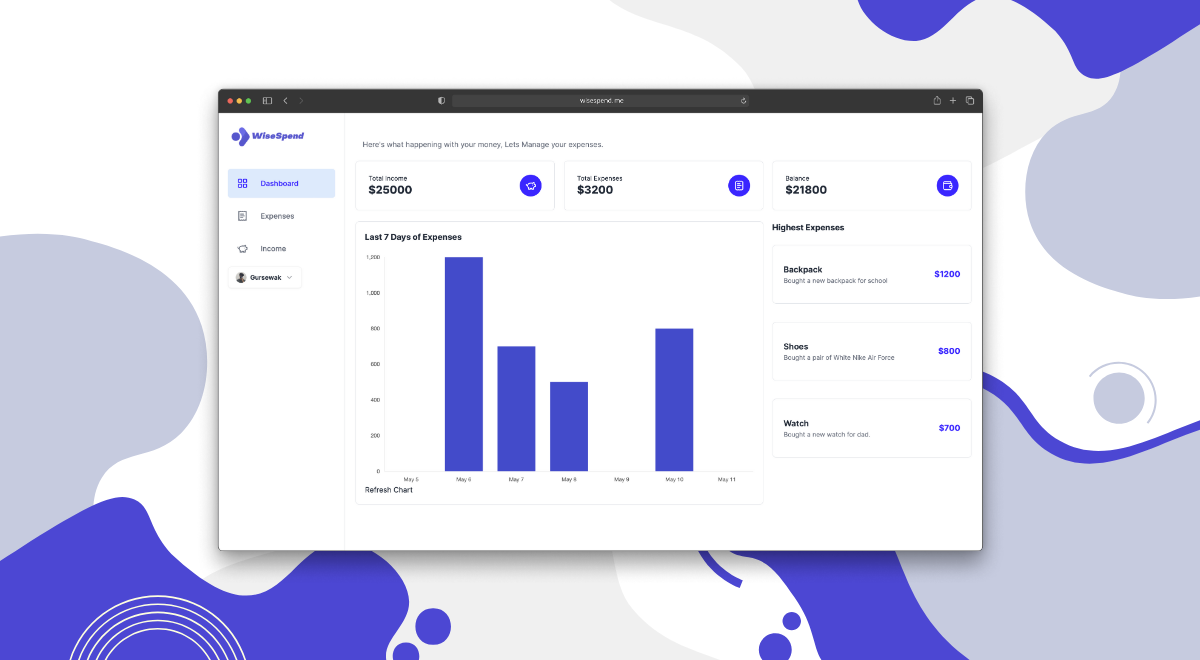 wisespend.me
WiseSpend
Dashboard
Expenses
Income
Gursewak
Here's what happening with your money, Lets Manage your expenses.
Total Income
$25000
Total Expenses
$3200
Balance
$21800
Last 7 Days of Expenses
1,200
1,000
800
600
400
200
0
May 5
May 6
May 7
May 8
May 9
May 10
May 11
Refresh Chart
Highest Expenses
Backpack
Bought a new backpack for school
$1200
Shoes
Bought a pair of White Nike Air Force
$800
Watch
Bought a new watch for dad.
$700